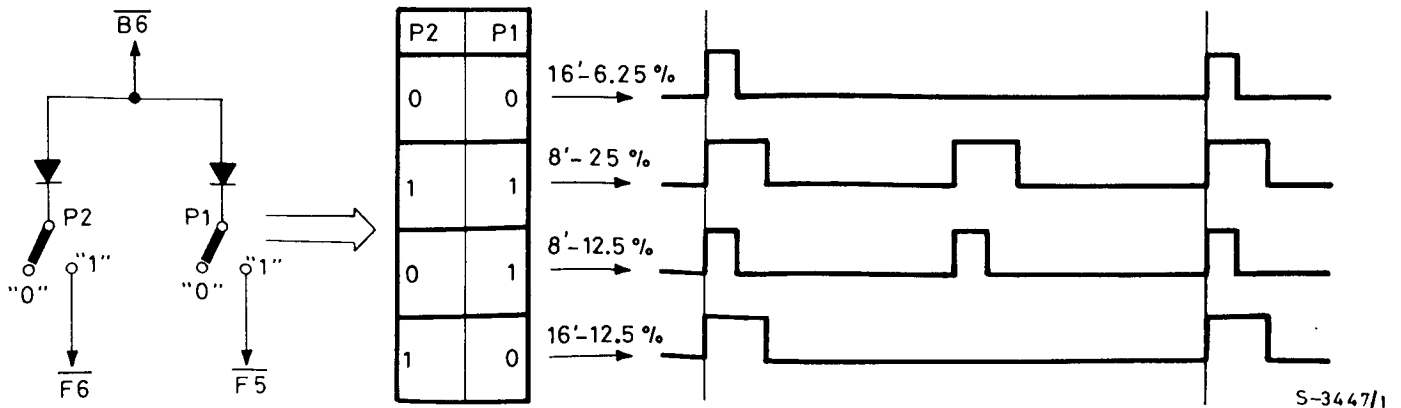 B6
P2
P1
"0"
"1"
"0"
"1"
F6
F5
P2 P1
0 0
1 1
0 1
1 0
16'-6.25 %
8'-25 %
8'-12.5 %
16'-12.5 %
S-3447/1